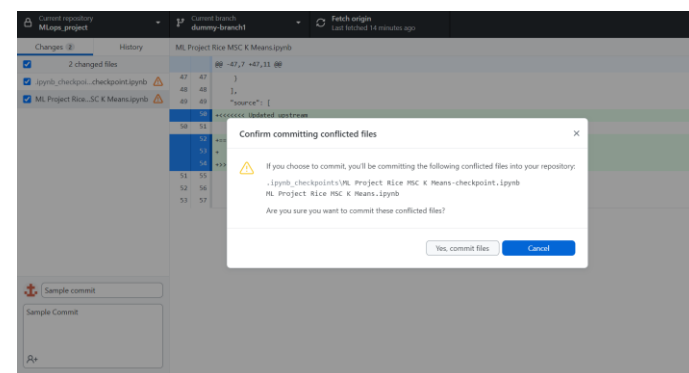 Current repository
MLops_project
Current branch
dummy-branch1
Fetch origin
Last fetched 14 minutes ago
Changes 2
History
ML Project Rice MSC K Means.ipynb
2 changed files
.ipynb_checkpoi...checkpoint.ipynb
ML Project Rice...SC K Means.ipynb
@@ -47,7 +47,11 @@
47 47 }
48 48 ],
49 49 "source": [
50 +<<<<<<< Updated upstream
50 51
52 +==
53 +
54 +>>
51 55
52 56
53 57
Confirm committing conflicted files
If you choose to commit, you'll be committing the following conflicted files into your repository:
.ipynb_checkpoints\ML Project Rice MSC K Means-checkpoint.ipynb
ML Project Rice MSC K Means.ipynb
Are you sure you want to commit these conflicted files?
Yes, commit files
Cancel
Sample commit
Sample Commit